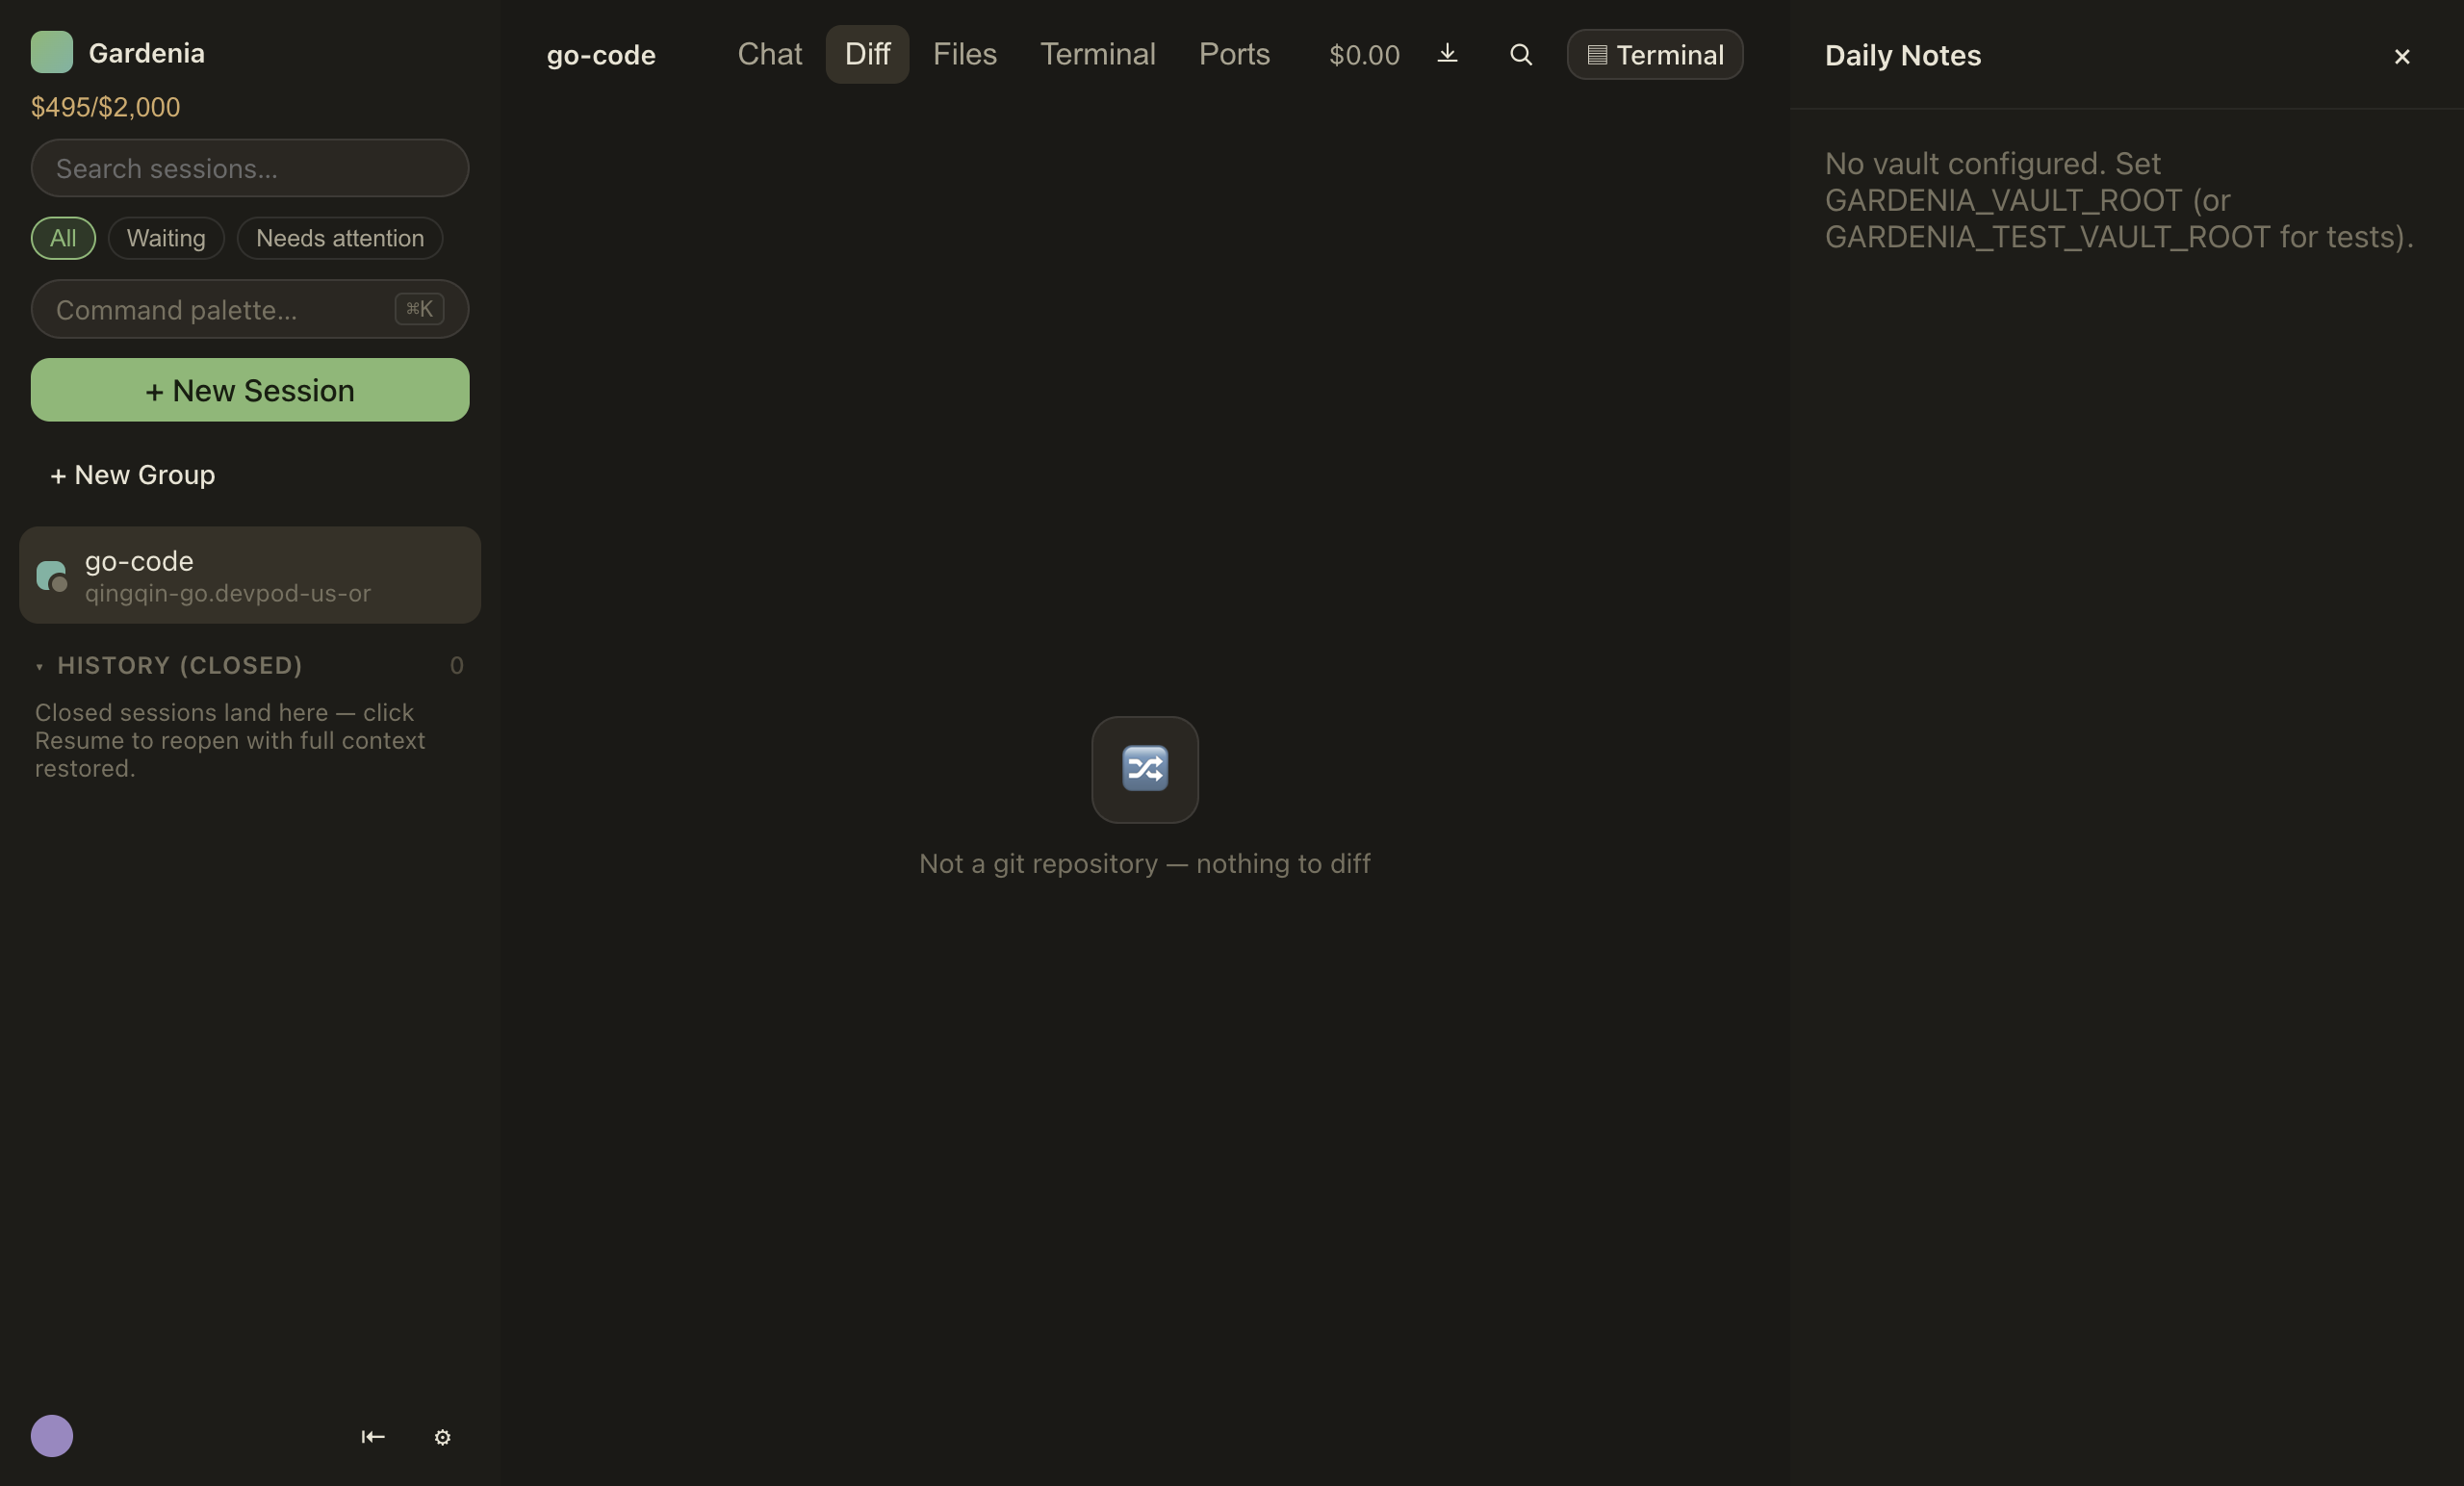 Gardenia
$495/$2,000
Search sessions...
All
Waiting
Needs attention
Command palette...
⌘K
+ New Session
+ New Group
go-code
qingqin-go.devpod-us-or
▾ HISTORY (CLOSED)
0
Closed sessions land here — click
Resume to reopen with full context
restored.
go-code
Chat
Diff
Files
Terminal
Ports
$0.00
Terminal
Not a git repository — nothing to diff
Daily Notes
×
No vault configured. Set
GARDENIA_VAULT_ROOT (or
GARDENIA_TEST_VAULT_ROOT for tests).